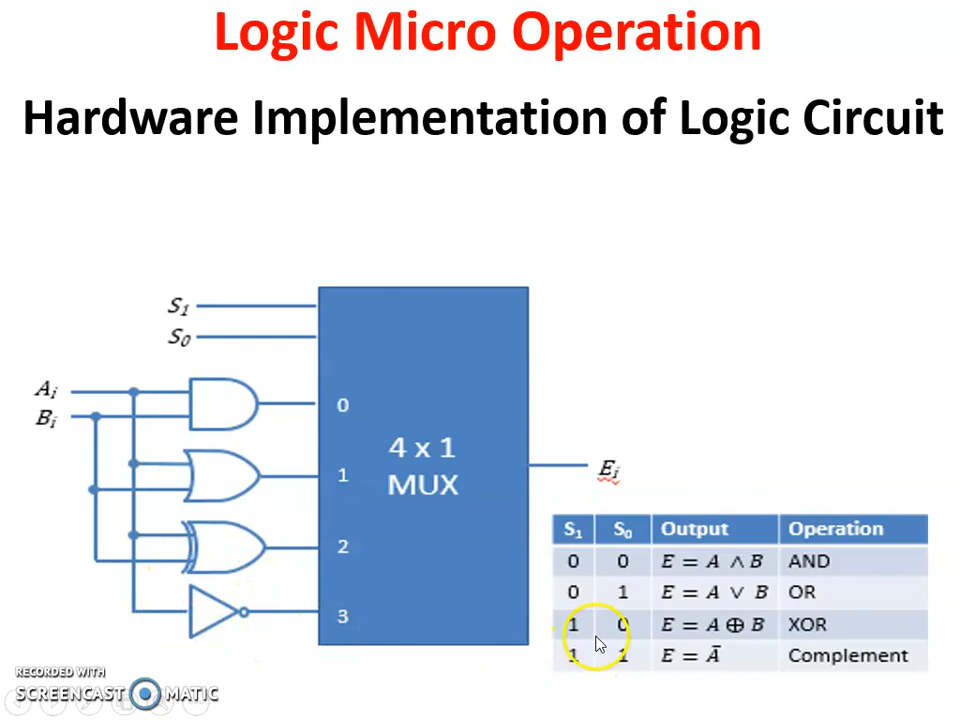 Logic Micro Operation
Hardware Implementation of Logic Circuit
S₁
S₀
Aᵢ
Bᵢ
0
1
2
3
4 x 1
MUX
Eᵢ
S₁ S₀ Output Operation
0 0 E = A ∧ B AND
0 1 E = A ∨ B OR
1 0 E = A ⊕ B XOR
1 1 E = Ā Complement
RECORDED WITH
SCREENCAST MATIC